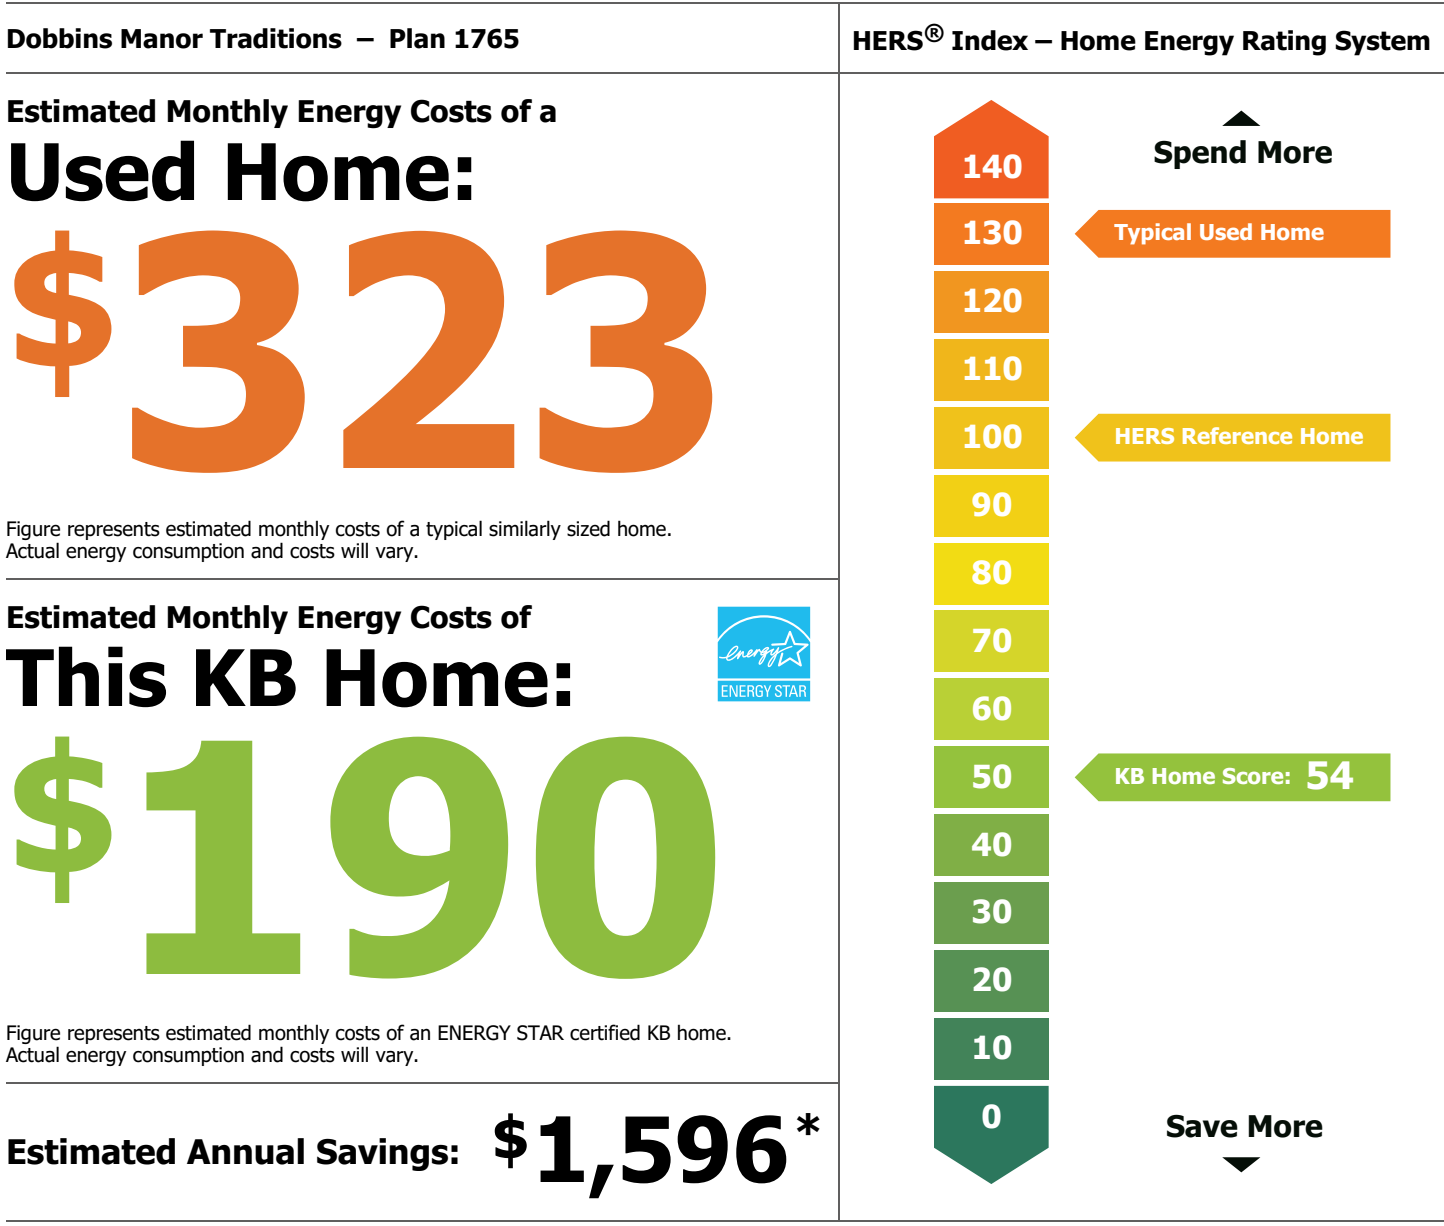 Dobbins Manor Traditions – Plan 1765
Estimated Monthly Energy Costs of a
Used Home:
$323
Figure represents estimated monthly costs of a typical similarly sized home.
Actual energy consumption and costs will vary.
Estimated Monthly Energy Costs of
This KB Home:
energy
ENERGY STAR
$190
Figure represents estimated monthly costs of an ENERGY STAR certified KB home.
Actual energy consumption and costs will vary.
Estimated Annual Savings: $1,596*
HERS® Index – Home Energy Rating System
Spend More
140
130 Typical Used Home
120
110
100 HERS Reference Home
90
80
70
60
50 KB Home Score: 54
40
30
20
10
0
Save More